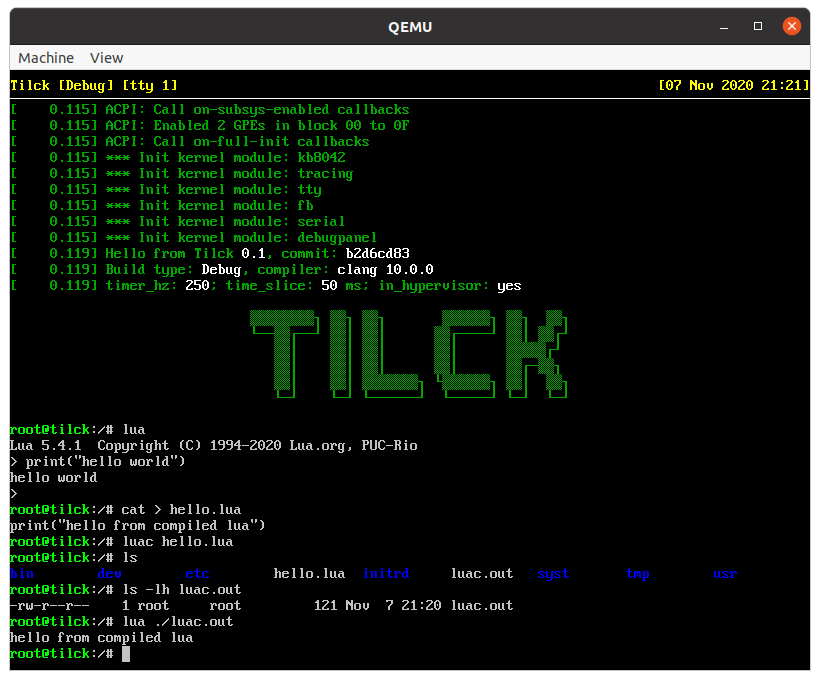 QEMU
Machine View
Tilck [Debug] [tty 1] [07 Nov 2020 21:21]
[    0.115] ACPI: Call on-subsys-enabled callbacks
[    0.115] ACPI: Enabled 2 GPEs in block 00 to 0F
[    0.115] ACPI: Call on-full-init callbacks
[    0.115] *** Init kernel module: kb8042
[    0.115] *** Init kernel module: tracing
[    0.115] *** Init kernel module: tty
[    0.115] *** Init kernel module: fb
[    0.115] *** Init kernel module: serial
[    0.115] *** Init kernel module: debugpanel
[    0.119] Hello from Tilck 0.1, commit: b2d6cd83
[    0.119] Build type: Debug, compiler: clang 10.0.0
[    0.119] timer_hz: 250; time_slice: 50 ms; in_hypervisor: yes
TILCK
root@tilck:/# lua
Lua 5.4.1  Copyright (C) 1994-2020 Lua.org, PUC-Rio
> print("hello world")
hello world
>
root@tilck:/# cat > hello.lua
print("hello from compiled lua")
root@tilck:/# luac hello.lua
root@tilck:/# ls
bin dev etc hello.lua initrd luac.out syst tmp usr
root@tilck:/# ls -lh luac.out
-rw-r--r--    1 root     root         121 Nov  7 21:20 luac.out
root@tilck:/# lua ./luac.out
hello from compiled lua
root@tilck:/#